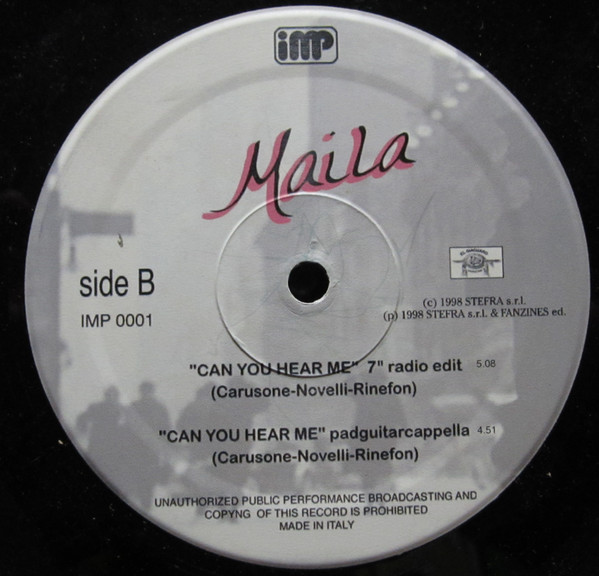 imp
Maila
side B
IMP 0001
(c) 1998 STEFRA s.r.l.
(p) 1998 STEFRA s.r.l. & FANZINES ed.
"CAN YOU HEAR ME" 7" radio edit 5.08
(Carusone-Novelli-Rinefon)
"CAN YOU HEAR ME" padguitarcappella 4.51
(Carusone-Novelli-Rinefon)
UNAUTHORIZED PUBLIC PERFORMANCE BROADCASTING AND
COPYNG OF THIS RECORD IS PROHIBITED
MADE IN ITALY